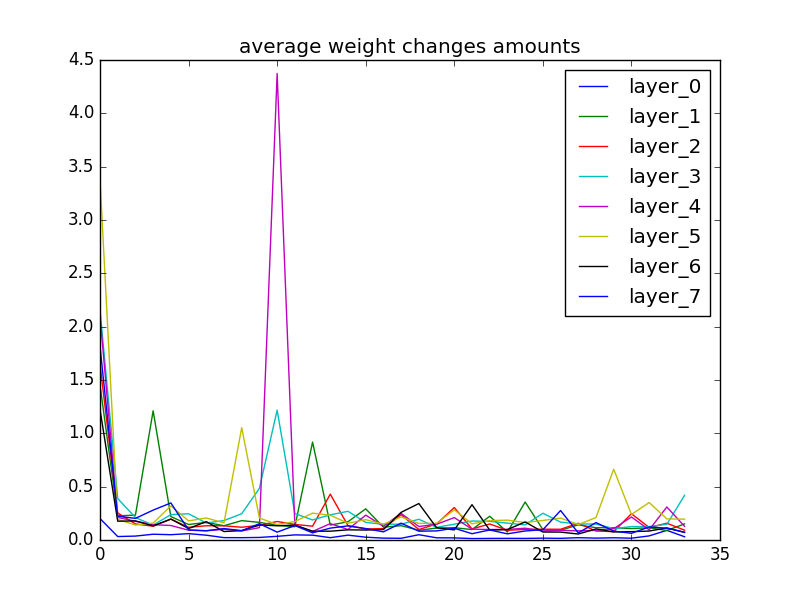 average weight changes amounts
4.5
4.0
3.5
3.0
2.5
2.0
1.5
1.0
0.5
0.0
0 5 10 15 20 25 30 35
layer_0
layer_1
layer_2
layer_3
layer_4
layer_5
layer_6
layer_7